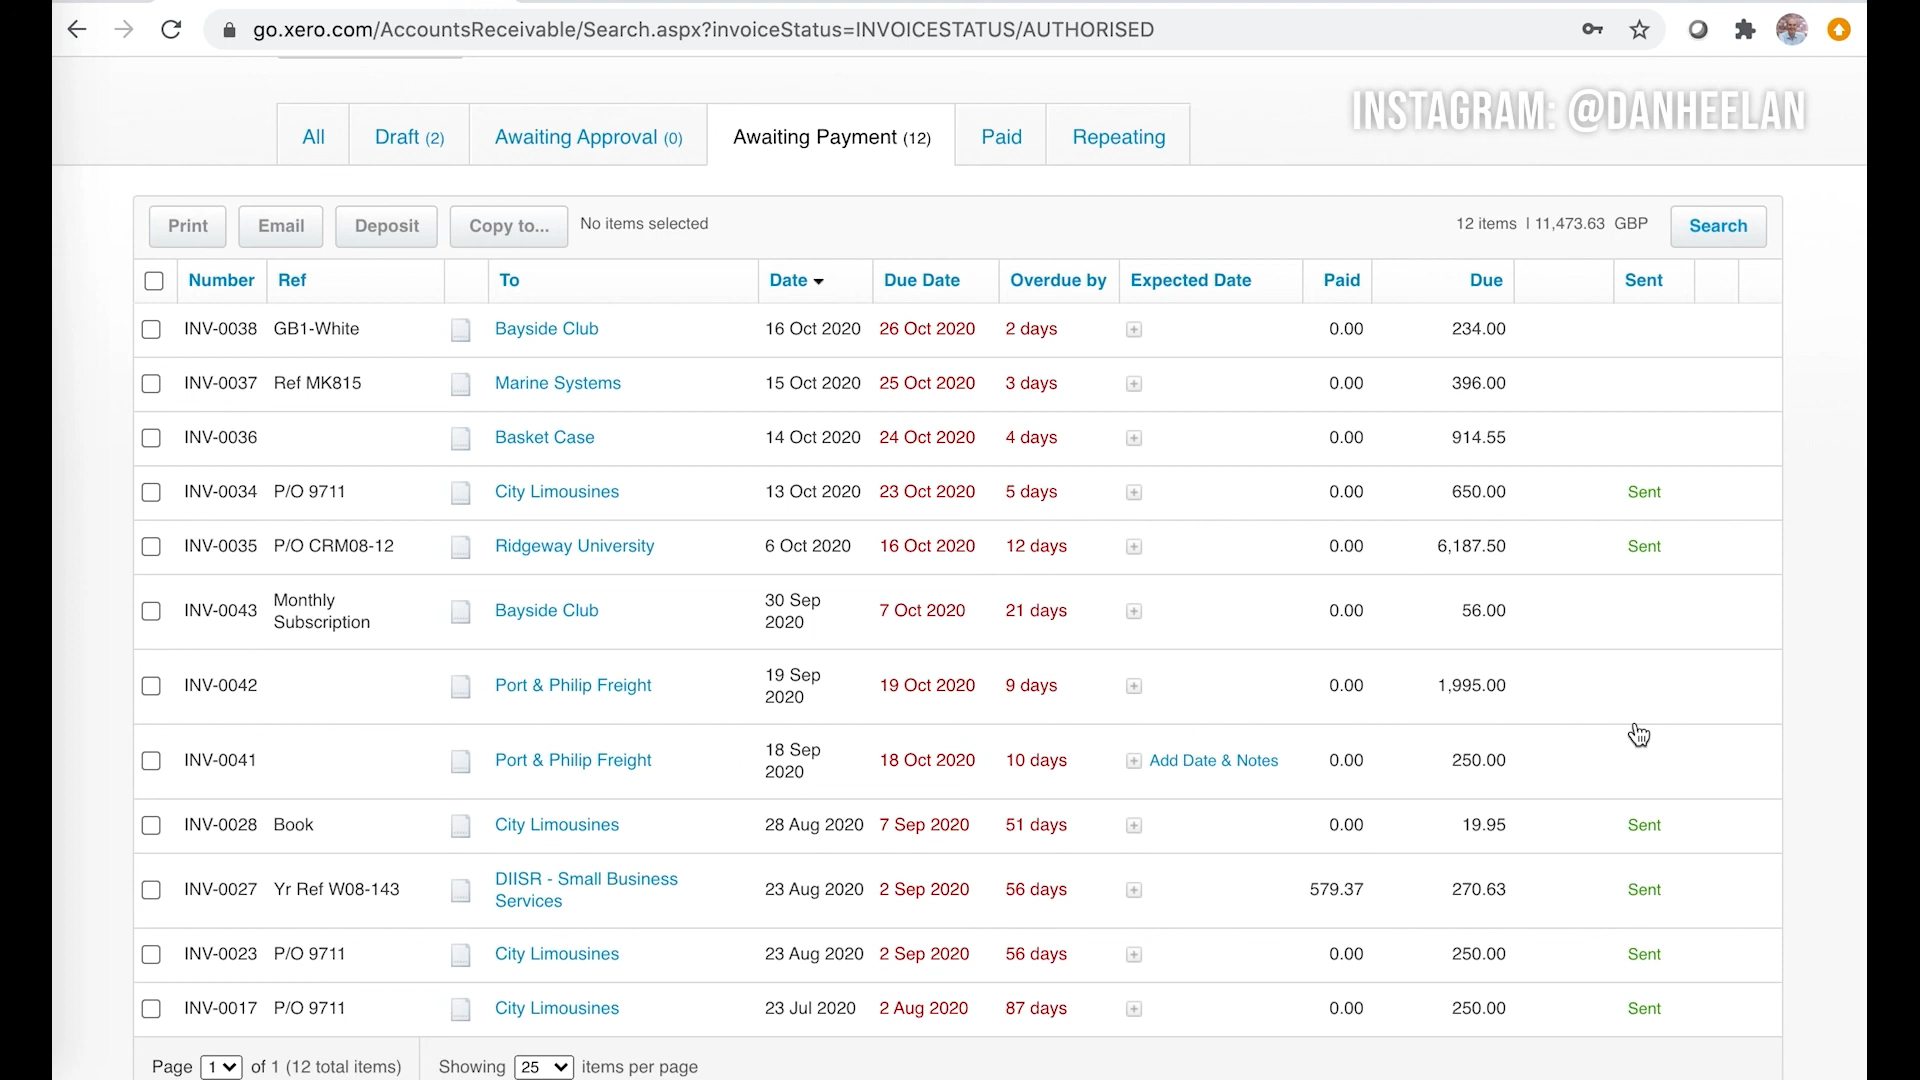 go.xero.com/AccountsReceivable/Search.aspx?invoiceStatus=INVOICESTATUS/AUTHORISED
INSTAGRAM: @DANHEELAN
All Draft (2) Awaiting Approval (0) Awaiting Payment (12) Paid Repeating
Print Email Deposit Copy to... No items selected 12 items | 11,473.63 GBP Search
Number Ref To Date Due Date Overdue by Expected Date Paid Due Sent
INV-0038 GB1-White Bayside Club 16 Oct 2020 26 Oct 2020 2 days 0.00 234.00
INV-0037 Ref MK815 Marine Systems 15 Oct 2020 25 Oct 2020 3 days 0.00 396.00
INV-0036 Basket Case 14 Oct 2020 24 Oct 2020 4 days 0.00 914.55
INV-0034 P/O 9711 City Limousines 13 Oct 2020 23 Oct 2020 5 days 0.00 650.00 Sent
INV-0035 P/O CRM08-12 Ridgeway University 6 Oct 2020 16 Oct 2020 12 days 0.00 6,187.50 Sent
INV-0043 Monthly Subscription Bayside Club 30 Sep 2020 7 Oct 2020 21 days 0.00 56.00
INV-0042 Port & Philip Freight 19 Sep 2020 19 Oct 2020 9 days 0.00 1,995.00
INV-0041 Port & Philip Freight 18 Sep 2020 18 Oct 2020 10 days Add Date & Notes 0.00 250.00
INV-0028 Book City Limousines 28 Aug 2020 7 Sep 2020 51 days 0.00 19.95 Sent
INV-0027 Yr Ref W08-143 DIISR - Small Business Services 23 Aug 2020 2 Sep 2020 56 days 579.37 270.63 Sent
INV-0023 P/O 9711 City Limousines 23 Aug 2020 2 Sep 2020 56 days 0.00 250.00 Sent
INV-0017 P/O 9711 City Limousines 23 Jul 2020 2 Aug 2020 87 days 0.00 250.00 Sent
Page 1 of 1 (12 total items) Showing 25 items per page